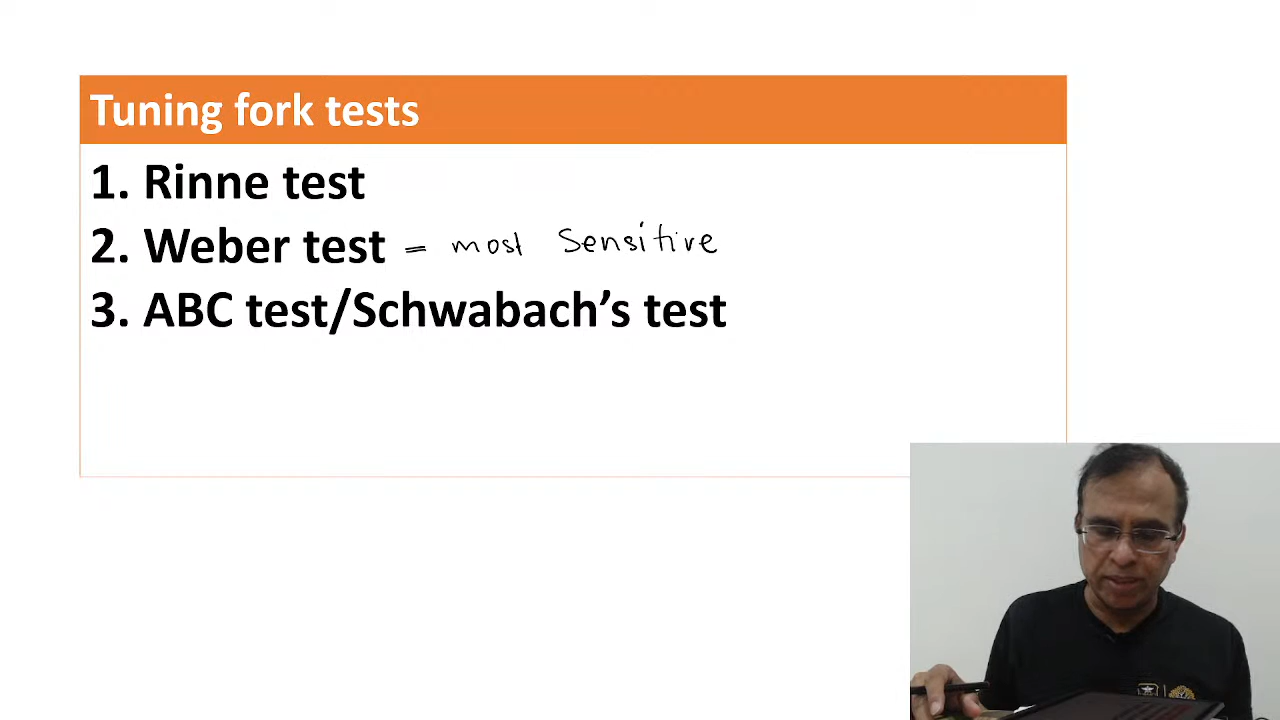 Tuning fork tests
1. Rinne test
2. Weber test = most Sensitive
3. ABC test/Schwabach’s test